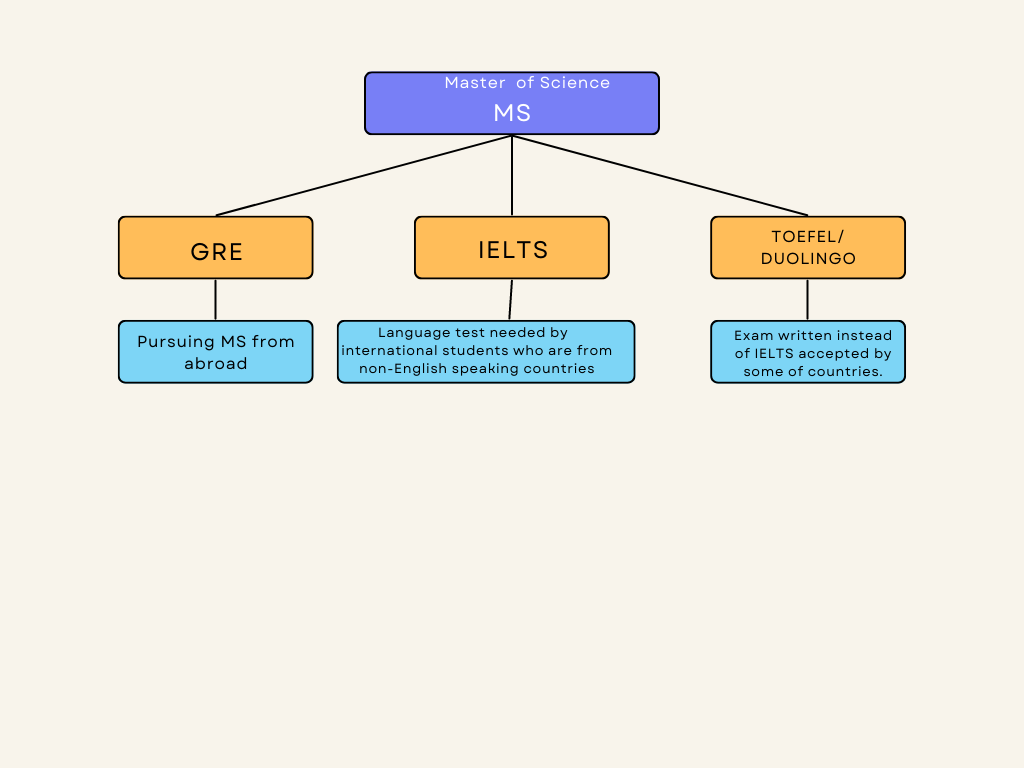 Master of Science
MS
GRE
IELTS
TOEFEL/
DUOLINGO
Pursuing MS from
abroad
Language test needed by
international students who are from
non-English speaking countries
Exam written instead
of IELTS accepted by
some of countries.